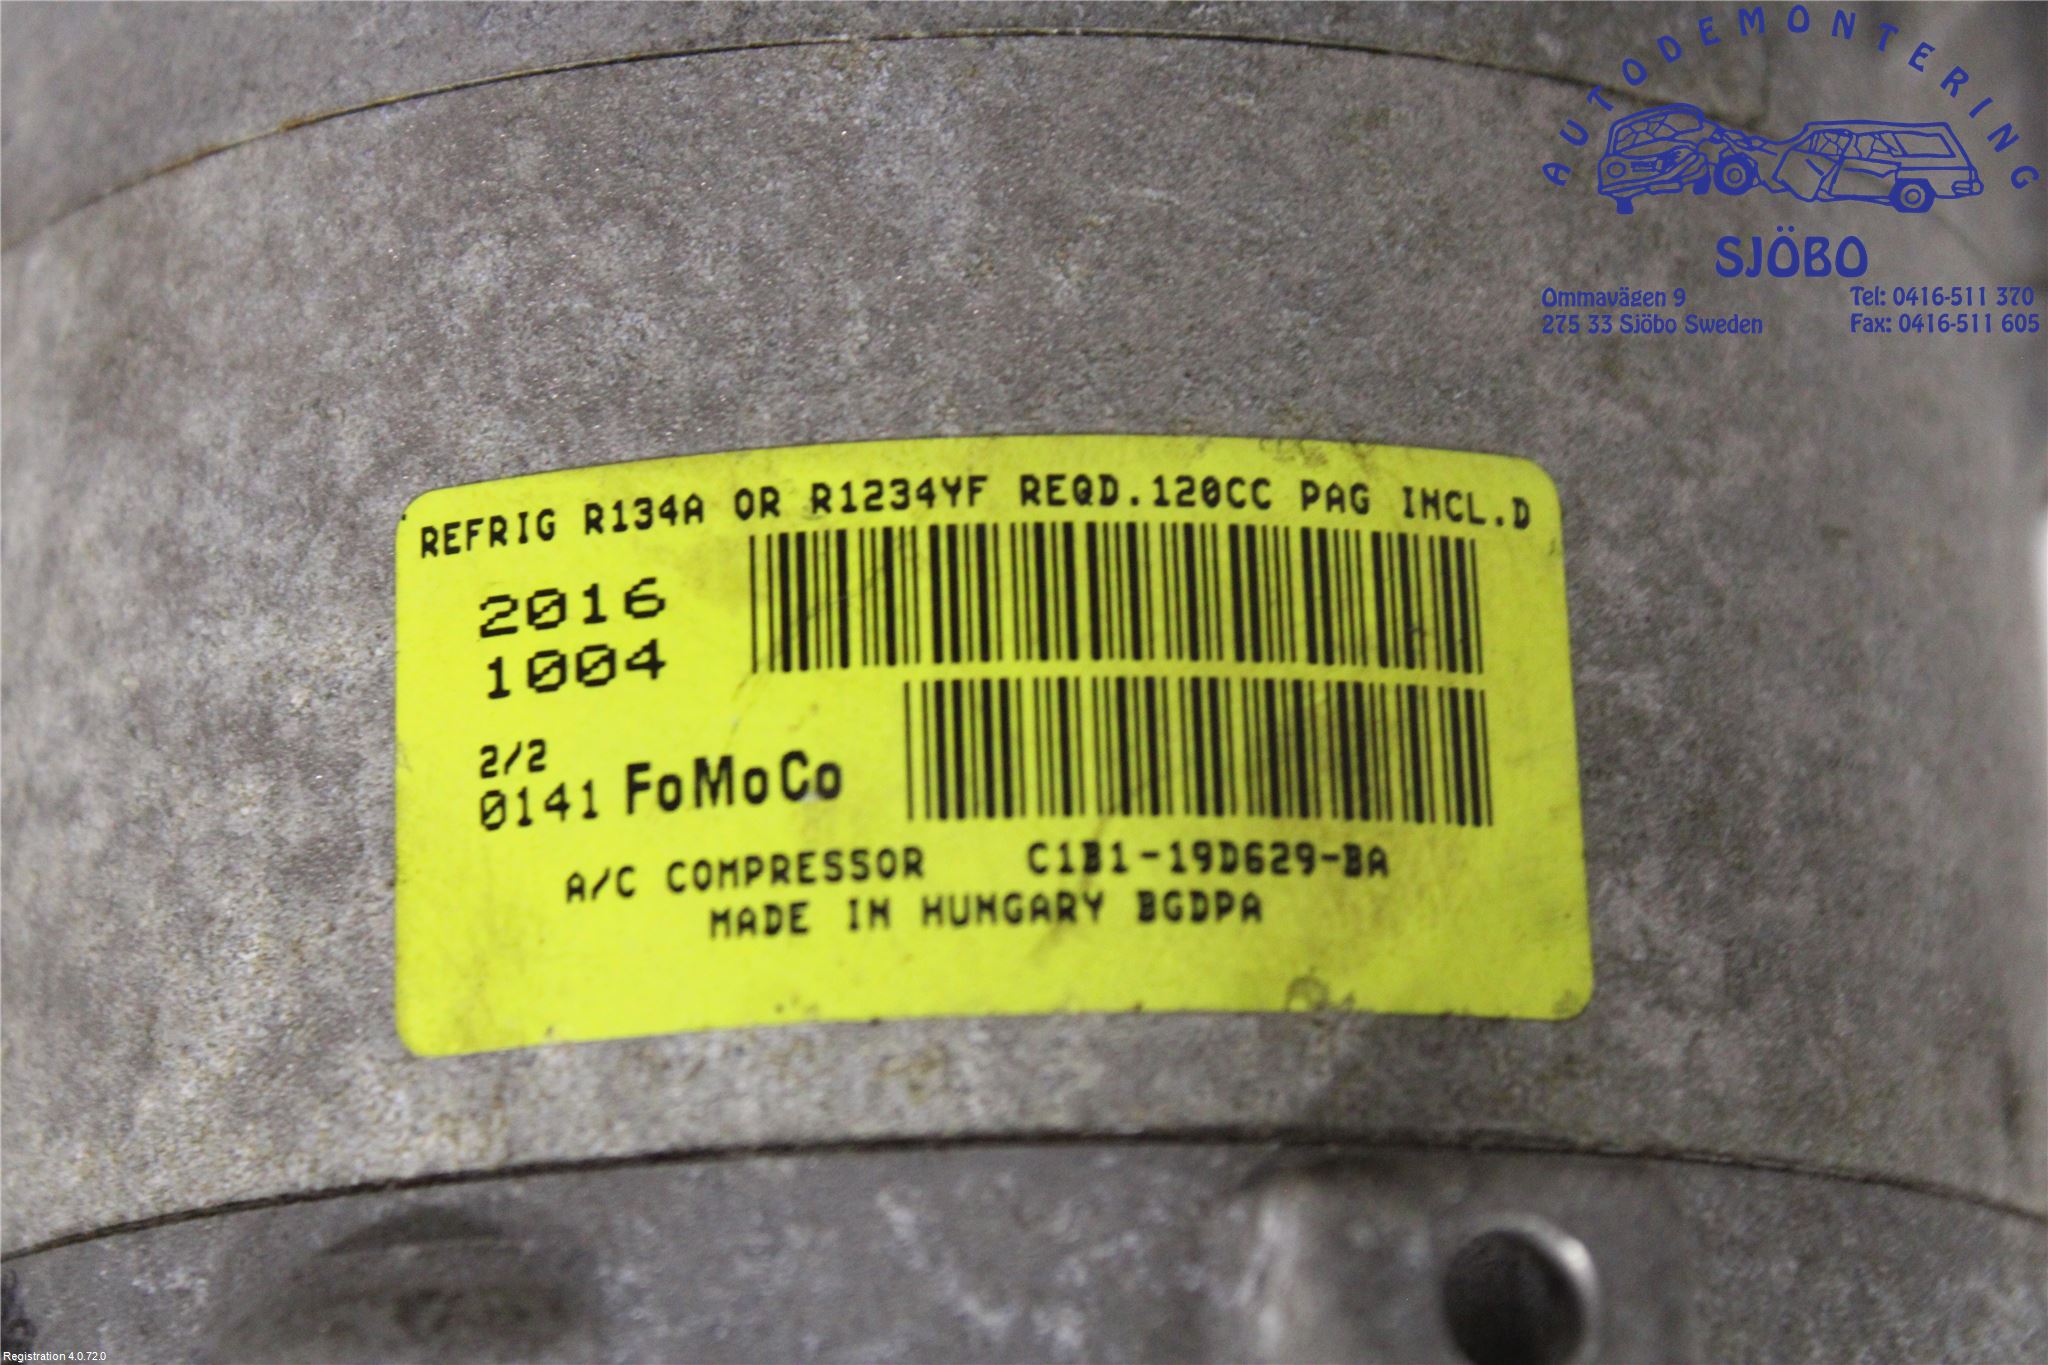 AUTODEMONTERING
SJÖBO
Ommavägen 9 Tel: 0416-511 370
275 33 Sjöbo Sweden Fax: 0416-511 605
REFRIG R134A OR R1234YF REQD.120CC PAG INCL.D
2016
1004
2/2
0141 FoMoCo
A/C COMPRESSOR C1B1-19D629-BA
MADE IN HUNGARY BGDPA
Registration 4.0.72.0